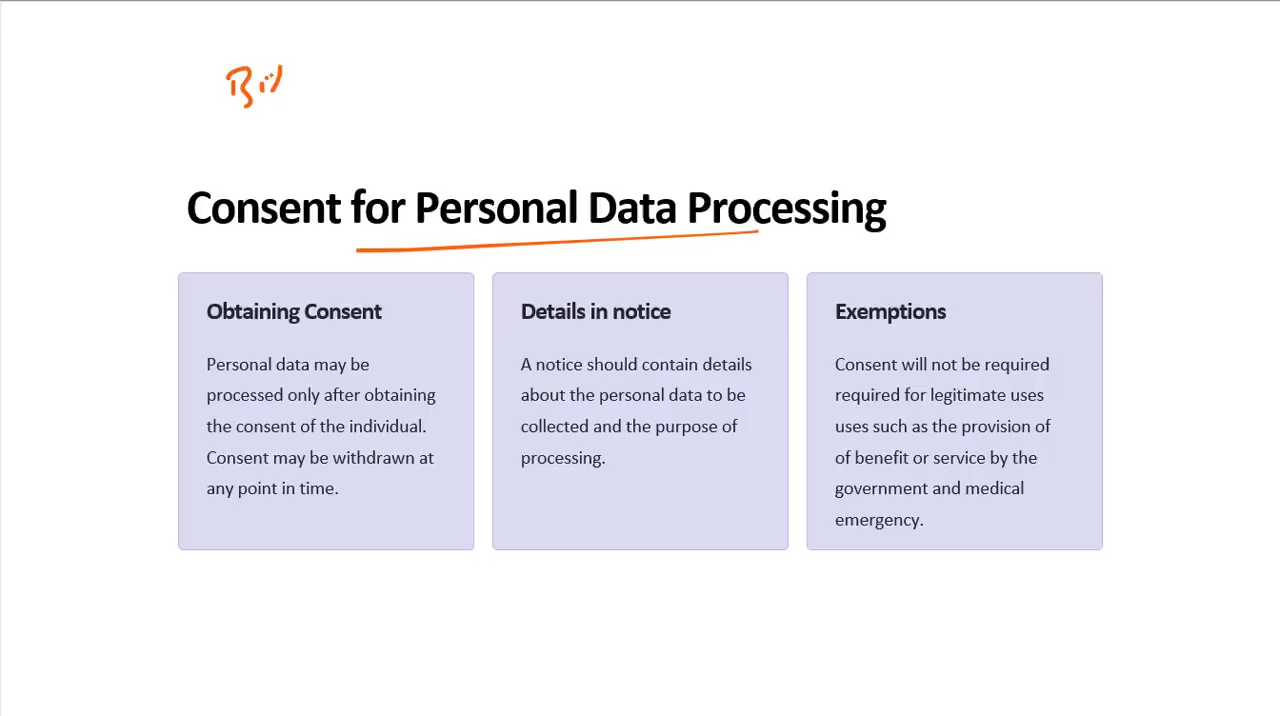 Consent for Personal Data Processing
Obtaining Consent
Personal data may be
processed only after obtaining
the consent of the individual.
Consent may be withdrawn at
any point in time.
Details in notice
A notice should contain details
about the personal data to be
collected and the purpose of
processing.
Exemptions
Consent will not be required
required for legitimate uses
uses such as the provision of
of benefit or service by the
government and medical
emergency.